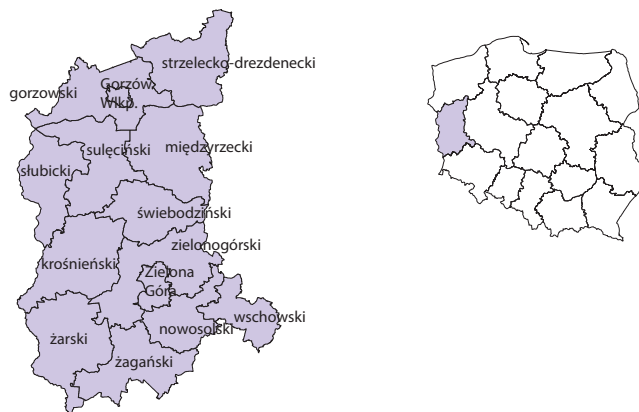 strzelecko-drezdenecki
gorzowski
Gorzów
Wlkp.
sulęciński
międzyrzecki
słubicki
świebodziński
zielonogórski
krośnieński
Zielona
Góra
wschowski
nowosolski
żarski
żagański